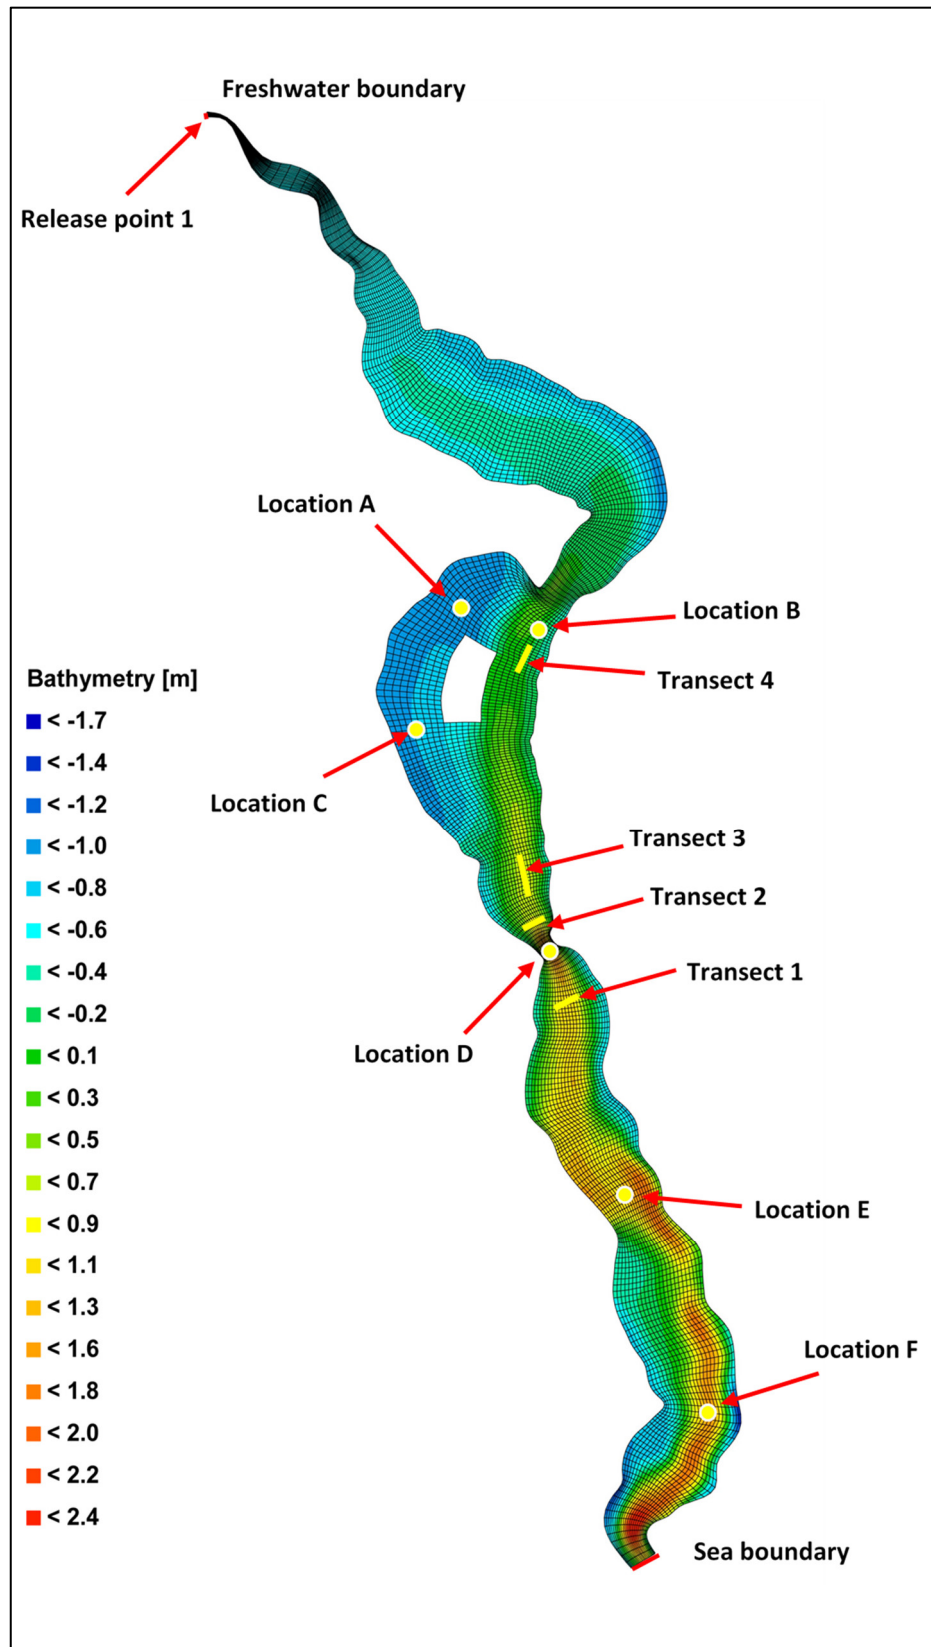 Freshwater boundary
Release point 1
Location A
Location B
Transect 4
Location C
Transect 3
Transect 2
Transect 1
Location D
Location E
Location F
Sea boundary
Bathymetry [m]
< -1.7
< -1.4
< -1.2
< -1.0
< -0.8
< -0.6
< -0.4
< -0.2
< 0.1
< 0.3
< 0.5
< 0.7
< 0.9
< 1.1
< 1.3
< 1.6
< 1.8
< 2.0
< 2.2
< 2.4